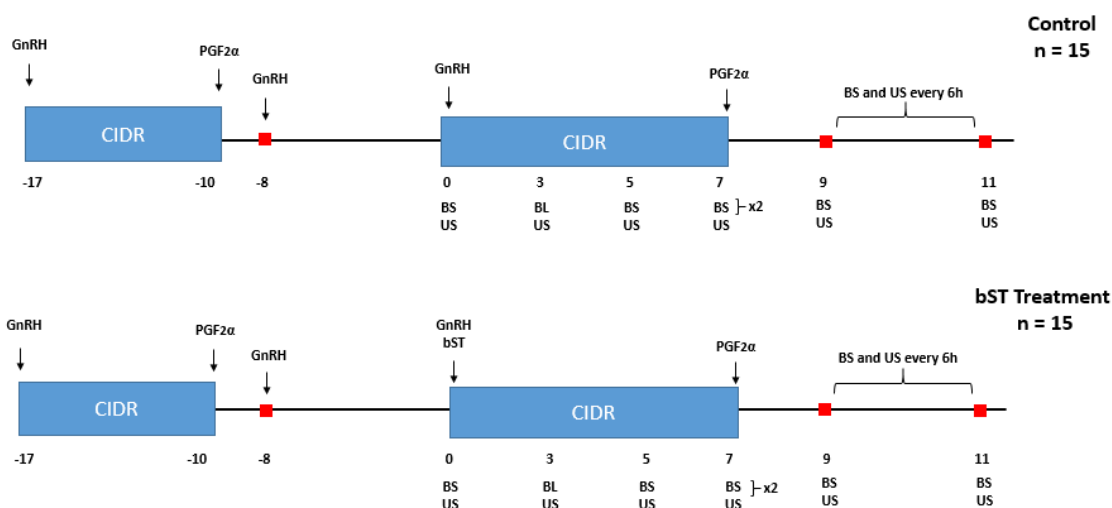 Control
n = 15
GnRH
PGF2α
GnRH
GnRH
PGF2α
BS and US every 6h
CIDR
CIDR
-17
-10
-8
0
3
5
7
9
11
BS
BL
BS
BS
x2
BS
BS
US
US
US
US
US
US
bST Treatment
n = 15
GnRH
PGF2α
GnRH
GnRH
bST
PGF2α
BS and US every 6h
CIDR
CIDR
-17
-10
-8
0
3
5
7
9
11
BS
BL
BS
BS
x2
BS
BS
US
US
US
US
US
US